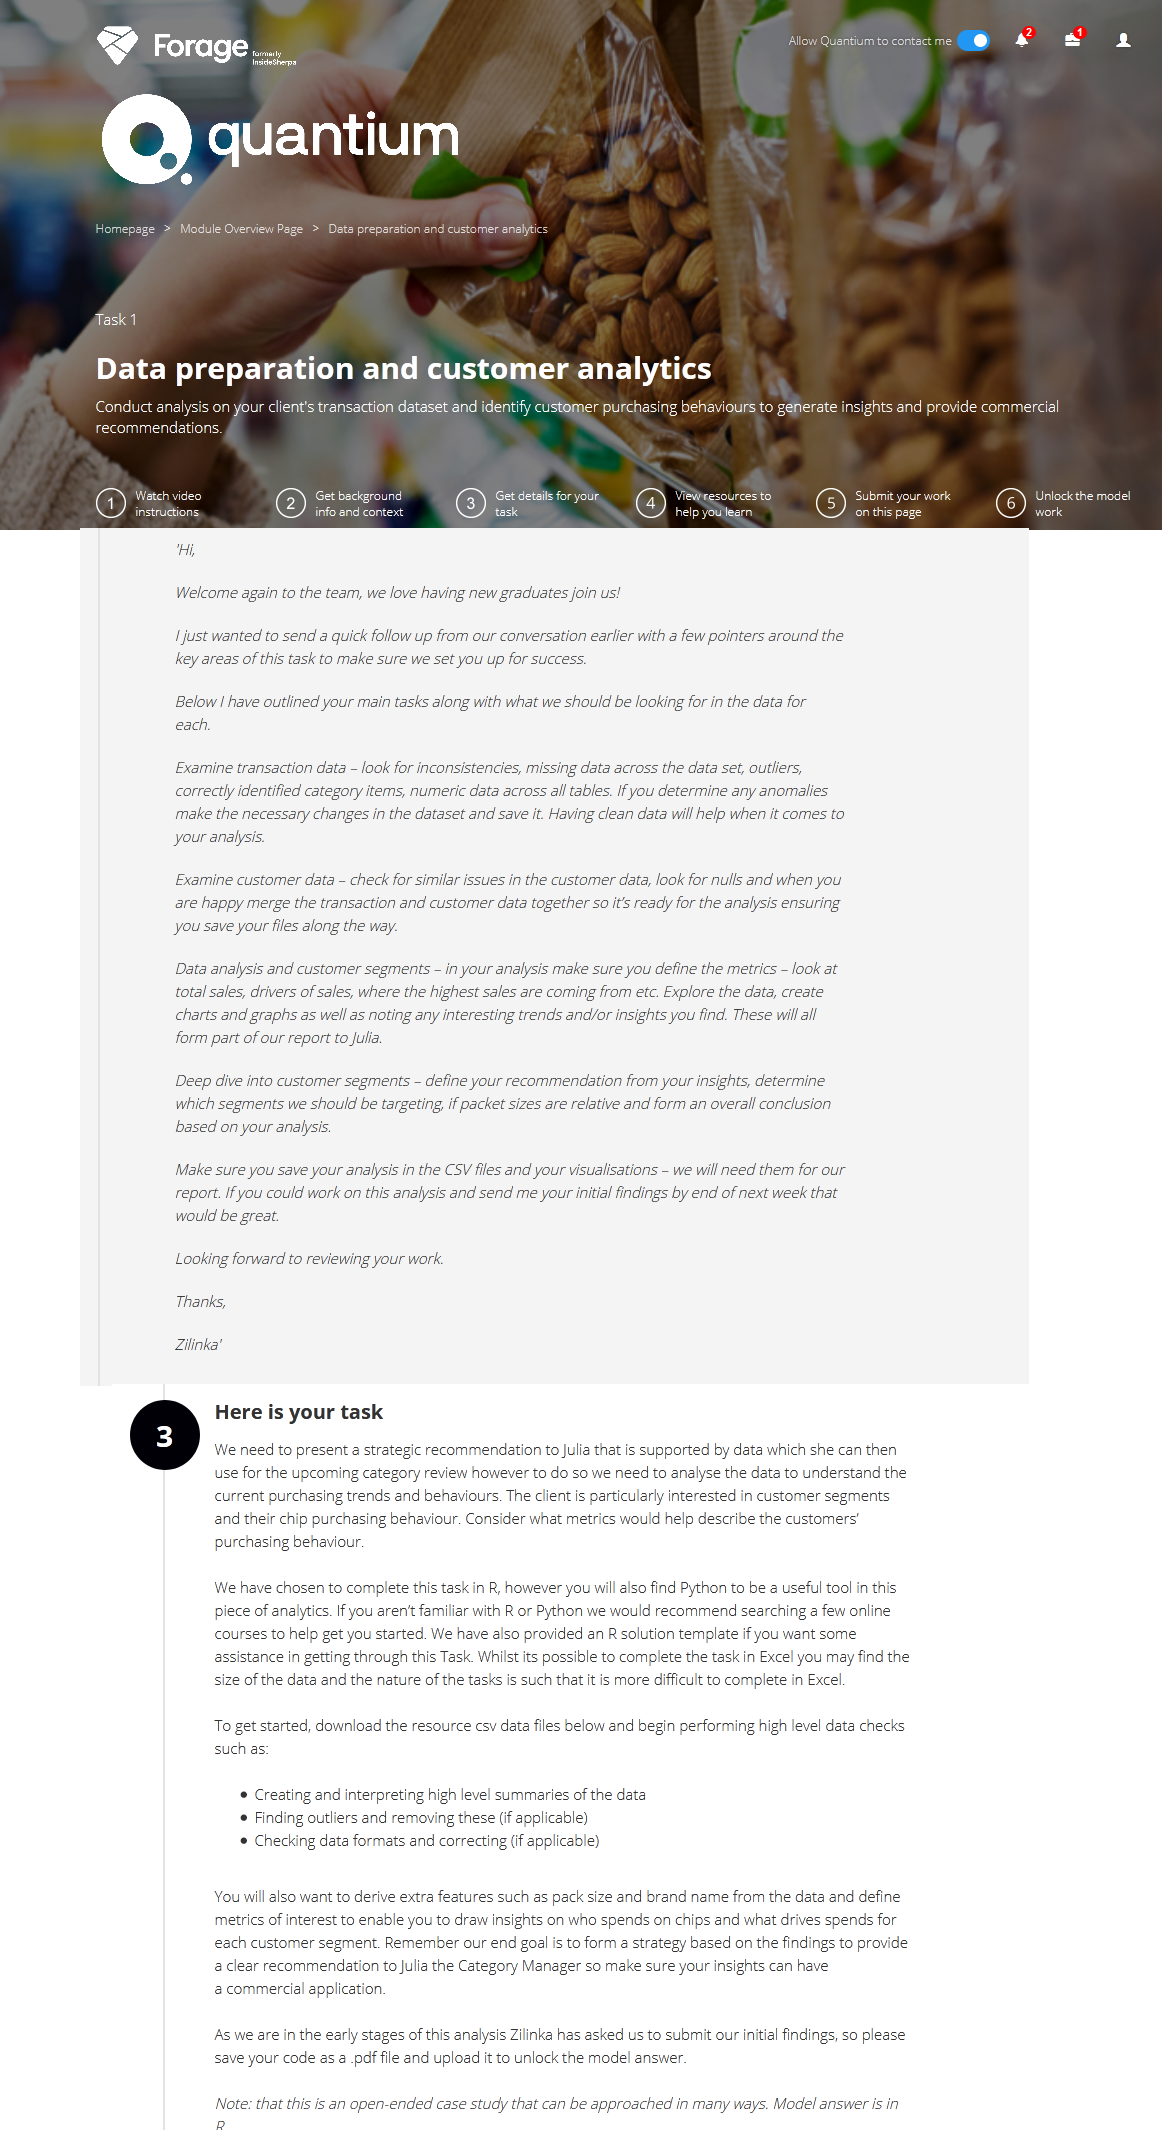 Forage formerly
InsideSherpa
Allow Quantium to contact me
2
1
quantium
Homepage > Module Overview Page > Data preparation and customer analytics
Task 1
Data preparation and customer analytics
Conduct analysis on your client's transaction dataset and identify customer purchasing behaviours to generate insights and provide commercial
recommendations.
1 Watch video
instructions
2 Get background
info and context
3 Get details for your
task
4 View resources to
help you learn
5 Submit your work
on this page
6 Unlock the model
work
'Hi,
Welcome again to the team, we love having new graduates join us!
I just wanted to send a quick follow up from our conversation earlier with a few pointers around the
key areas of this task to make sure we set you up for success.
Below I have outlined your main tasks along with what we should be looking for in the data for
each.
Examine transaction data – look for inconsistencies, missing data across the data set, outliers,
correctly identified category items, numeric data across all tables. If you determine any anomalies
make the necessary changes in the dataset and save it. Having clean data will help when it comes to
your analysis.
Examine customer data – check for similar issues in the customer data, look for nulls and when you
are happy merge the transaction and customer data together so it’s ready for the analysis ensuring
you save your files along the way.
Data analysis and customer segments – in your analysis make sure you define the metrics – look at
total sales, drivers of sales, where the highest sales are coming from etc. Explore the data, create
charts and graphs as well as noting any interesting trends and/or insights you find. These will all
form part of our report to Julia.
Deep dive into customer segments – define your recommendation from your insights, determine
which segments we should be targeting, if packet sizes are relative and form an overall conclusion
based on your analysis.
Make sure you save your analysis in the CSV files and your visualisations – we will need them for our
report. If you could work on this analysis and send me your initial findings by end of next week that
would be great.
Looking forward to reviewing your work.
Thanks,
Zilinka'
3
Here is your task
We need to present a strategic recommendation to Julia that is supported by data which she can then
use for the upcoming category review however to do so we need to analyse the data to understand the
current purchasing trends and behaviours. The client is particularly interested in customer segments
and their chip purchasing behaviour. Consider what metrics would help describe the customers’
purchasing behaviour.
We have chosen to complete this task in R, however you will also find Python to be a useful tool in this
piece of analytics. If you aren’t familiar with R or Python we would recommend searching a few online
courses to help get you started. We have also provided an R solution template if you want some
assistance in getting through this Task. Whilst its possible to complete the task in Excel you may find the
size of the data and the nature of the tasks is such that it is more difficult to complete in Excel.
To get started, download the resource csv data files below and begin performing high level data checks
such as:
• Creating and interpreting high level summaries of the data
• Finding outliers and removing these (if applicable)
• Checking data formats and correcting (if applicable)
You will also want to derive extra features such as pack size and brand name from the data and define
metrics of interest to enable you to draw insights on who spends on chips and what drives spends for
each customer segment. Remember our end goal is to form a strategy based on the findings to provide
a clear recommendation to Julia the Category Manager so make sure your insights can have
a commercial application.
As we are in the early stages of this analysis Zilinka has asked us to submit our initial findings, so please
save your code as a .pdf file and upload it to unlock the model answer.
Note: that this is an open-ended case study that can be approached in many ways. Model answer is in
R